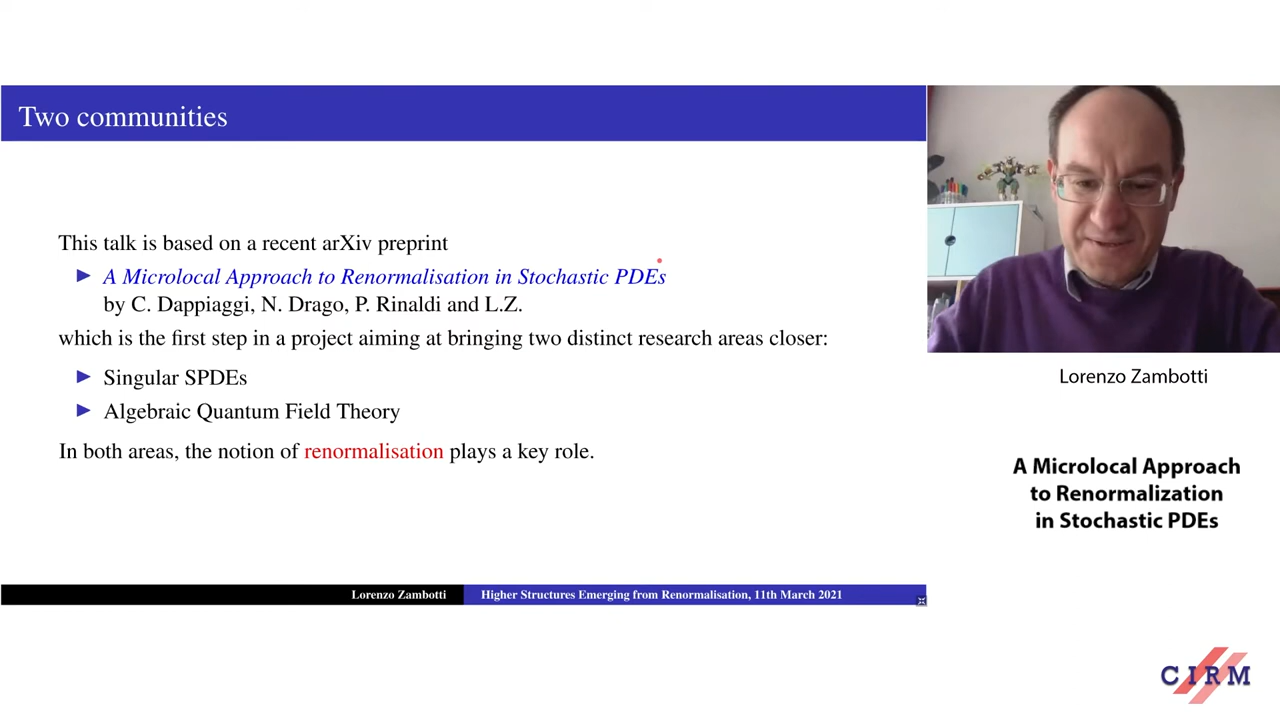 Two communities
This talk is based on a recent arXiv preprint
A Microlocal Approach to Renormalisation in Stochastic PDEs
by C. Dappiaggi, N. Drago, P. Rinaldi and L.Z.
which is the first step in a project aiming at bringing two distinct research areas closer:
Singular SPDEs
Algebraic Quantum Field Theory
In both areas, the notion of renormalisation plays a key role.
Lorenzo Zambotti
Higher Structures Emerging from Renormalisation, 11th March 2021
Lorenzo Zambotti
A Microlocal Approach
to Renormalization
in Stochastic PDEs
CIRM